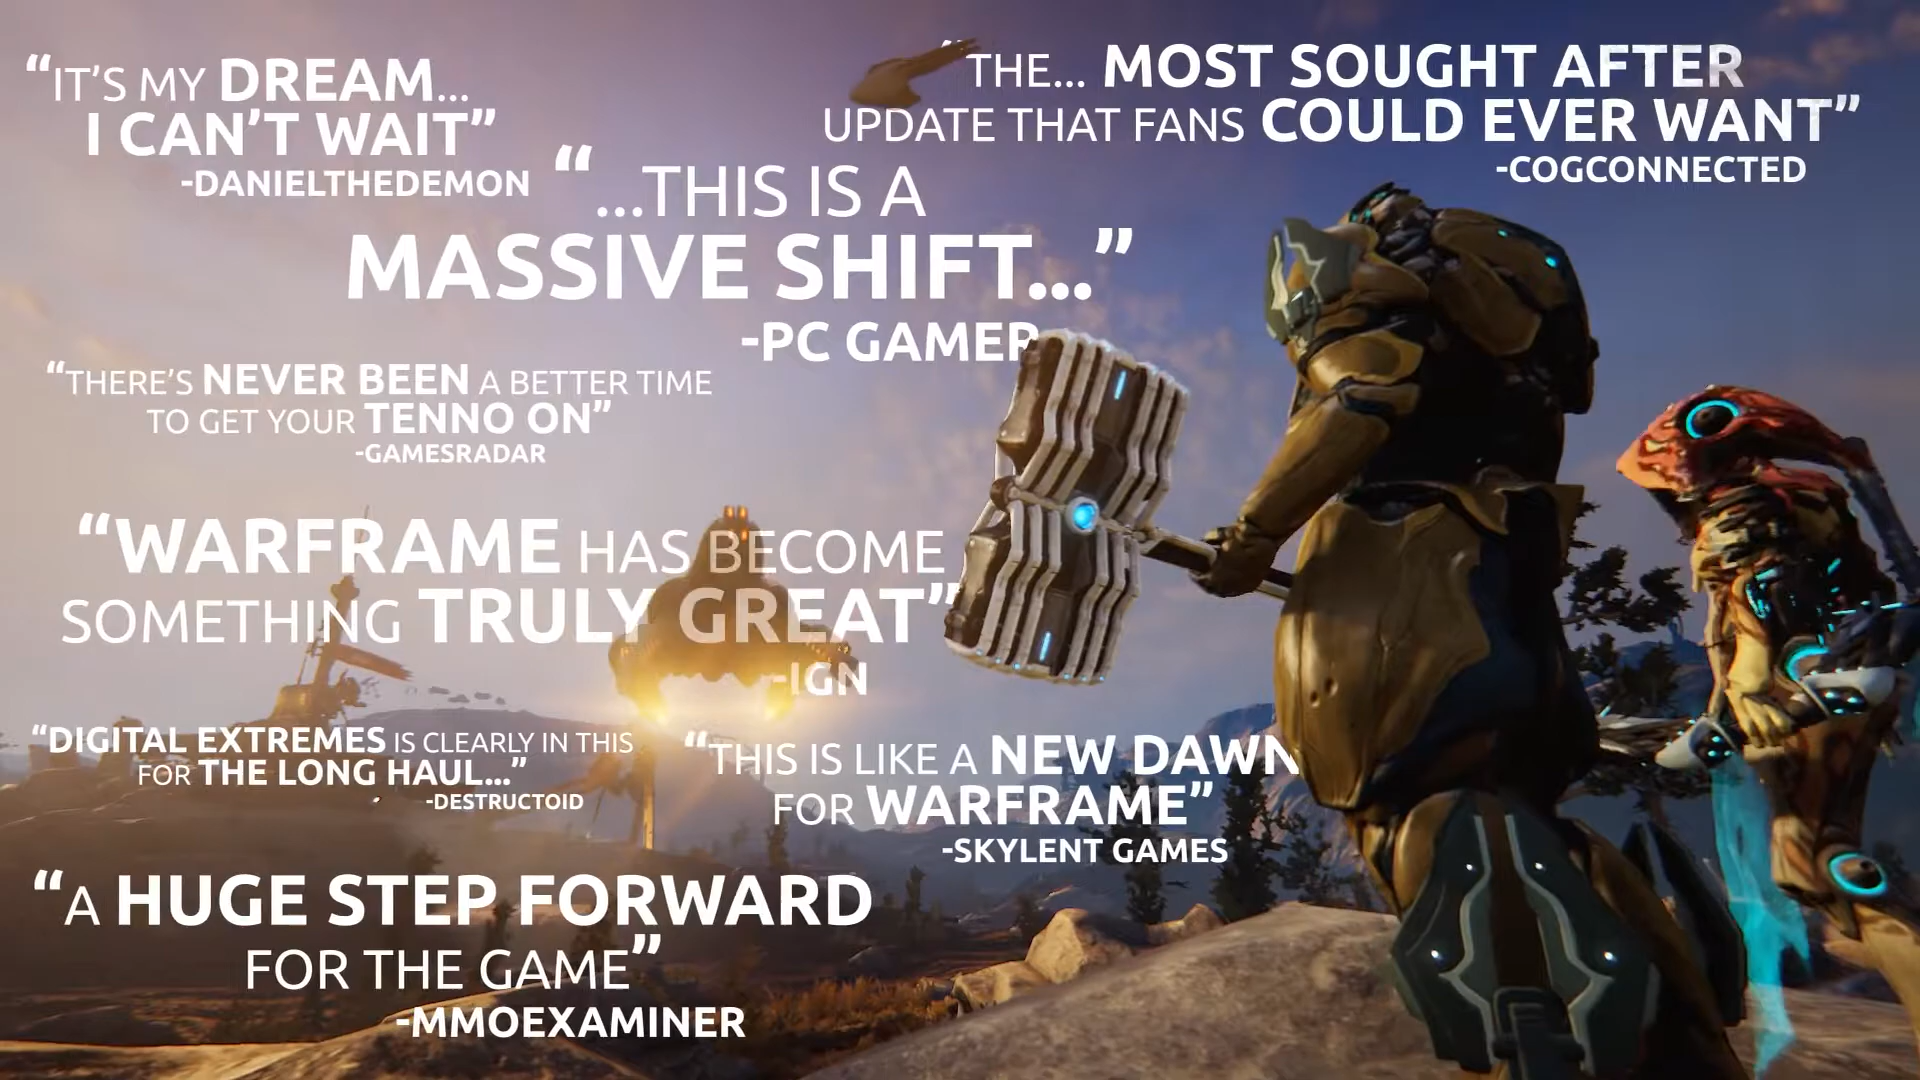 “IT’S MY DREAM...
I CAN’T WAIT”
-DANIELTHEDEMON
“THE... MOST SOUGHT AFTER
UPDATE THAT FANS COULD EVER WANT”
-COGCONNECTED
“...THIS IS A
MASSIVE SHIFT...”
-PC GAMER
“THERE’S NEVER BEEN A BETTER TIME
TO GET YOUR TENNO ON”
-GAMESRADAR
“WARFRAME HAS BECOME
SOMETHING TRULY GREAT”
-IGN
“DIGITAL EXTREMES IS CLEARLY IN THIS
FOR THE LONG HAUL...”
-DESTRUCTOID
“THIS IS LIKE A NEW DAWN
FOR WARFRAME”
-SKYLENT GAMES
“A HUGE STEP FORWARD
FOR THE GAME”
-MMOEXAMINER